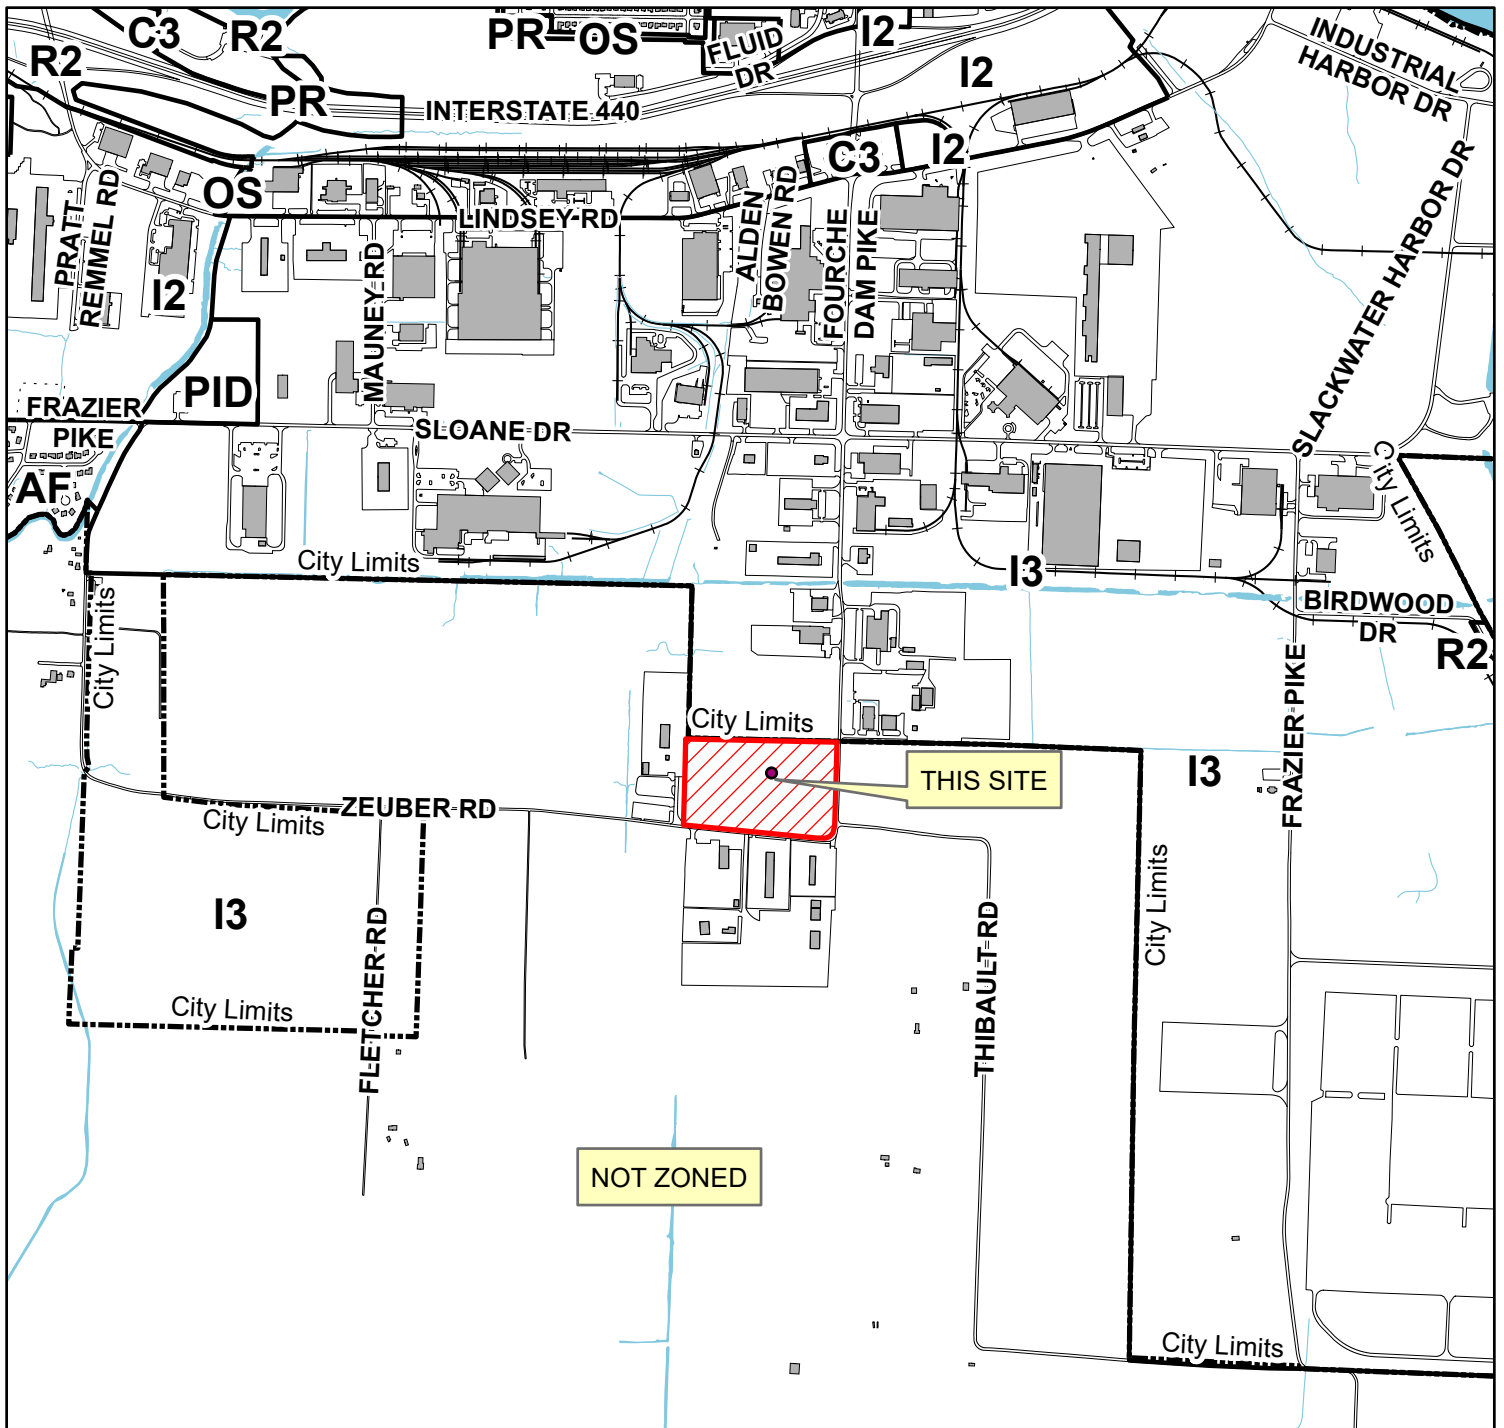 C3
R2
PR
OS
I2
FLUID
DR
INDUSTRIAL
HARBOR DR
R2
I2
PR
INTERSTATE 440
C3
I2
OS
LINDSEY RD
PRATT
REMMEL RD
I2
MAUNEY RD
ALDEN
BOWEN RD
FOURCHE
DAM PIKE
SLACKWATER HARBOR DR
PID
FRAZIER
PIKE
SLOANE DR
AF
City Limits
City Limits
I3
BIRDWOOD
DR
R2
City Limits
FRAZIER PIKE
City Limits
THIS SITE
I3
ZEUBER RD
City Limits
I3
FLETCHER RD
City Limits
THIBAULT RD
City Limits
NOT ZONED
City Limits